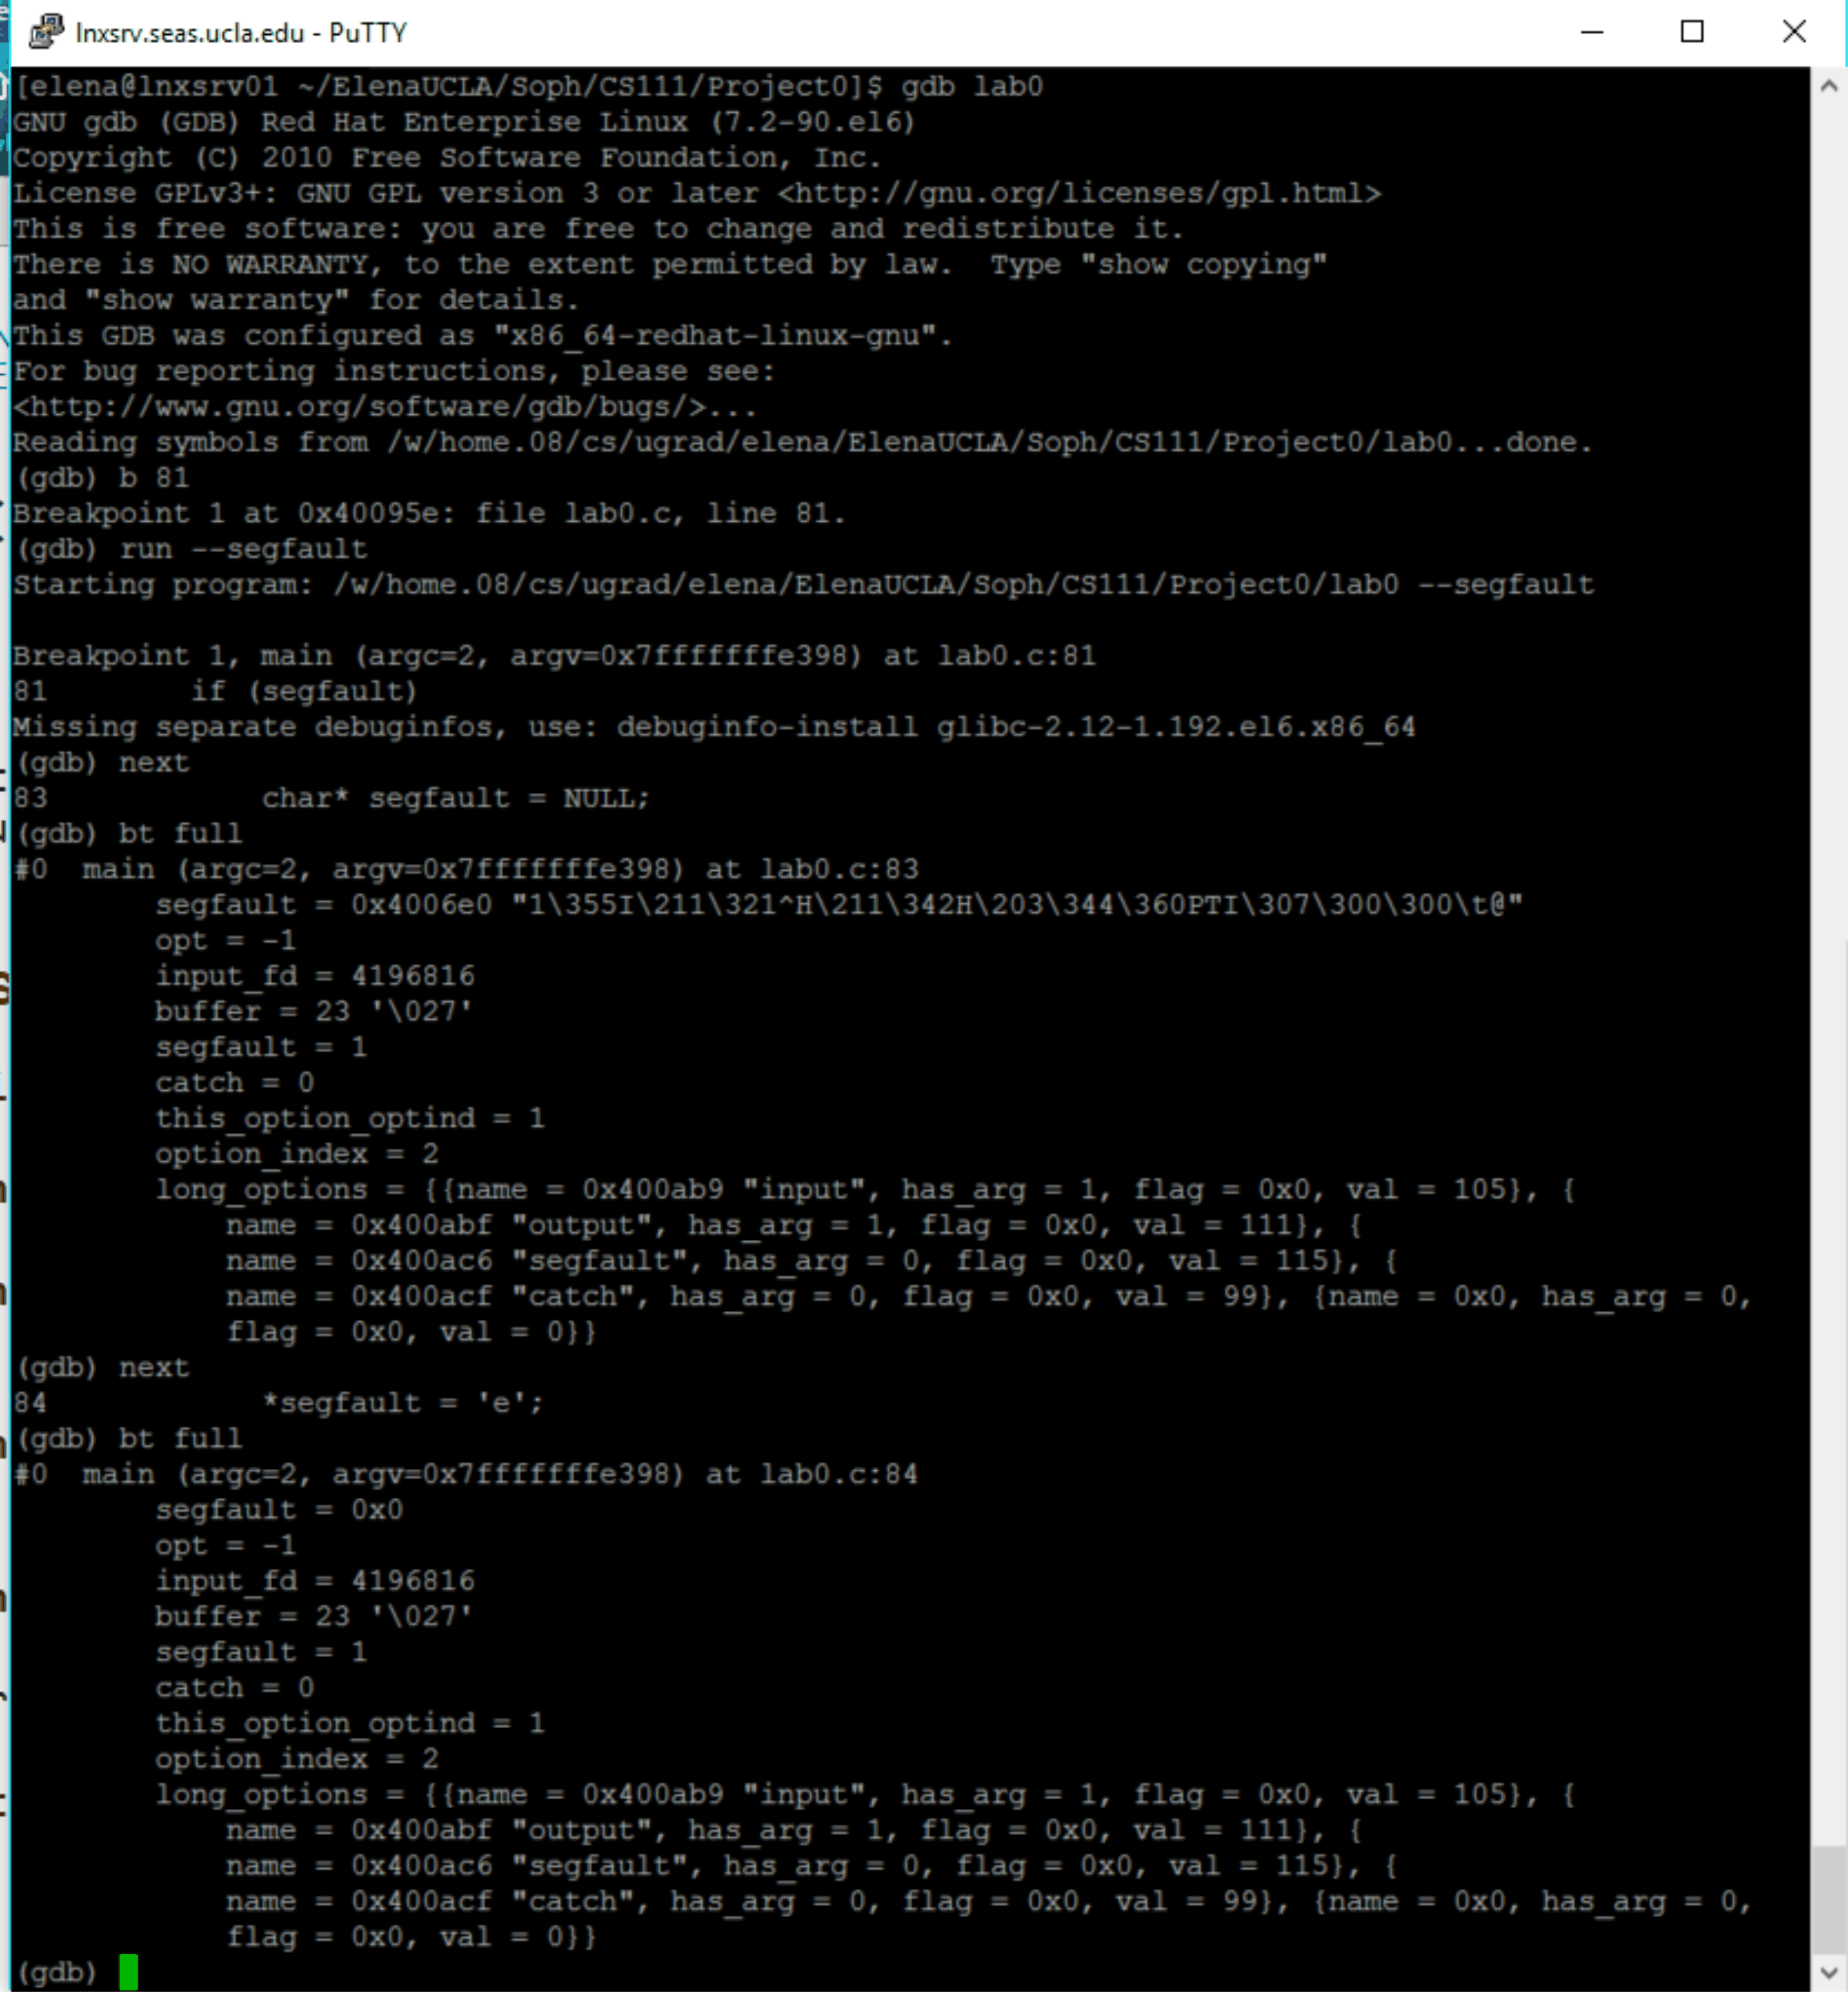 lnxsrv.seas.ucla.edu - PuTTY
[elena@lnxsrv01 ~/ElenaUCLA/Soph/CS111/Project0]$ gdb lab0
GNU gdb (GDB) Red Hat Enterprise Linux (7.2-90.el6)
Copyright (C) 2010 Free Software Foundation, Inc.
License GPLv3+: GNU GPL version 3 or later <http://gnu.org/licenses/gpl.html>
This is free software: you are free to change and redistribute it.
There is NO WARRANTY, to the extent permitted by law.  Type "show copying"
and "show warranty" for details.
This GDB was configured as "x86_64-redhat-linux-gnu".
For bug reporting instructions, please see:
<http://www.gnu.org/software/gdb/bugs/>...
Reading symbols from /w/home.08/cs/ugrad/elena/ElenaUCLA/Soph/CS111/Project0/lab0...done.
(gdb) b 81
Breakpoint 1 at 0x40095e: file lab0.c, line 81.
(gdb) run --segfault
Starting program: /w/home.08/cs/ugrad/elena/ElenaUCLA/Soph/CS111/Project0/lab0 --segfault
Breakpoint 1, main (argc=2, argv=0x7fffffffe398) at lab0.c:81
81        if (segfault)
Missing separate debuginfos, use: debuginfo-install glibc-2.12-1.192.el6.x86_64
(gdb) next
83            char* segfault = NULL;
(gdb) bt full
#0  main (argc=2, argv=0x7fffffffe398) at lab0.c:83
        segfault = 0x4006e0 "1\355I\211\321^H\211\342H\203\344\360PTI\307\300\300\t@"
        opt = -1
        input_fd = 4196816
        buffer = 23 '\027'
        segfault = 1
        catch = 0
        this_option_optind = 1
        option_index = 2
        long_options = {{name = 0x400ab9 "input", has_arg = 1, flag = 0x0, val = 105}, {
            name = 0x400abf "output", has_arg = 1, flag = 0x0, val = 111}, {
            name = 0x400ac6 "segfault", has_arg = 0, flag = 0x0, val = 115}, {
            name = 0x400acf "catch", has_arg = 0, flag = 0x0, val = 99}, {name = 0x0, has_arg = 0,
            flag = 0x0, val = 0}}
(gdb) next
84            *segfault = 'e';
(gdb) bt full
#0  main (argc=2, argv=0x7fffffffe398) at lab0.c:84
        segfault = 0x0
        opt = -1
        input_fd = 4196816
        buffer = 23 '\027'
        segfault = 1
        catch = 0
        this_option_optind = 1
        option_index = 2
        long_options = {{name = 0x400ab9 "input", has_arg = 1, flag = 0x0, val = 105}, {
            name = 0x400abf "output", has_arg = 1, flag = 0x0, val = 111}, {
            name = 0x400ac6 "segfault", has_arg = 0, flag = 0x0, val = 115}, {
            name = 0x400acf "catch", has_arg = 0, flag = 0x0, val = 99}, {name = 0x0, has_arg = 0,
            flag = 0x0, val = 0}}
(gdb)